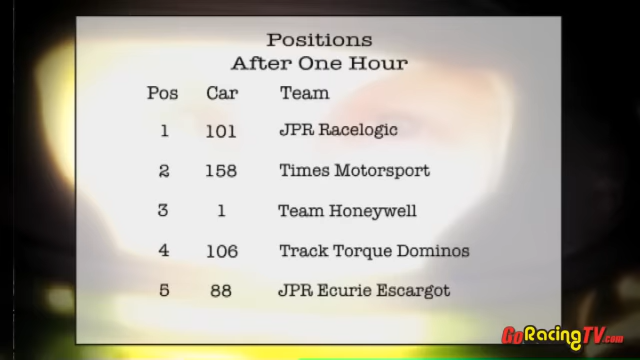 Positions
After One Hour
Pos Car Team
1 101 JPR Racelogic
2 158 Times Motorsport
3 1 Team Honeywell
4 106 Track Torque Dominos
5 88 JPR Ecurie Escargot
GoRacingTV.com